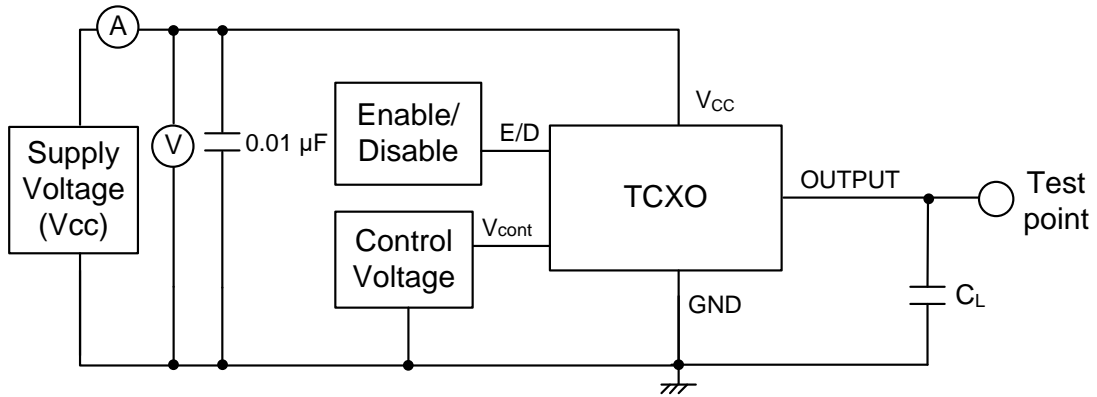 A
V
0.01 µF
Supply
Voltage
(Vcc)
Enable/
Disable
E/D
Control
Voltage
Vcont
VCC
TCXO
GND
OUTPUT
Test
point
CL